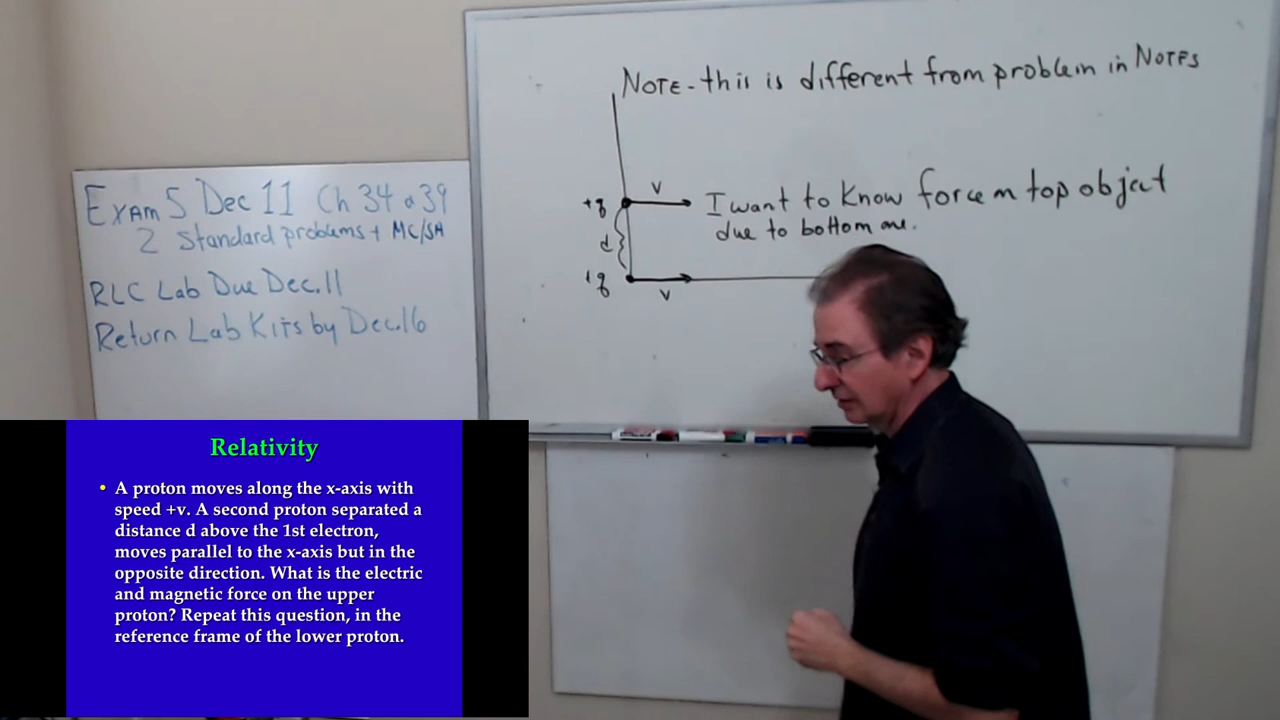 NOTE - this is different from problem in NOTES
Exam 5 Dec 11 Ch 34 & 39
2 Standard problems + MC/SA
RLC Lab Due Dec. 11
Return Lab Kits by Dec. 16
+q
v
I want to know force on top object
due to bottom one.
d
+q
v
Relativity
• A proton moves along the x-axis with
speed +v. A second proton separated a
distance d above the 1st electron,
moves parallel to the x-axis but in the
opposite direction. What is the electric
and magnetic force on the upper
proton? Repeat this question, in the
reference frame of the lower proton.